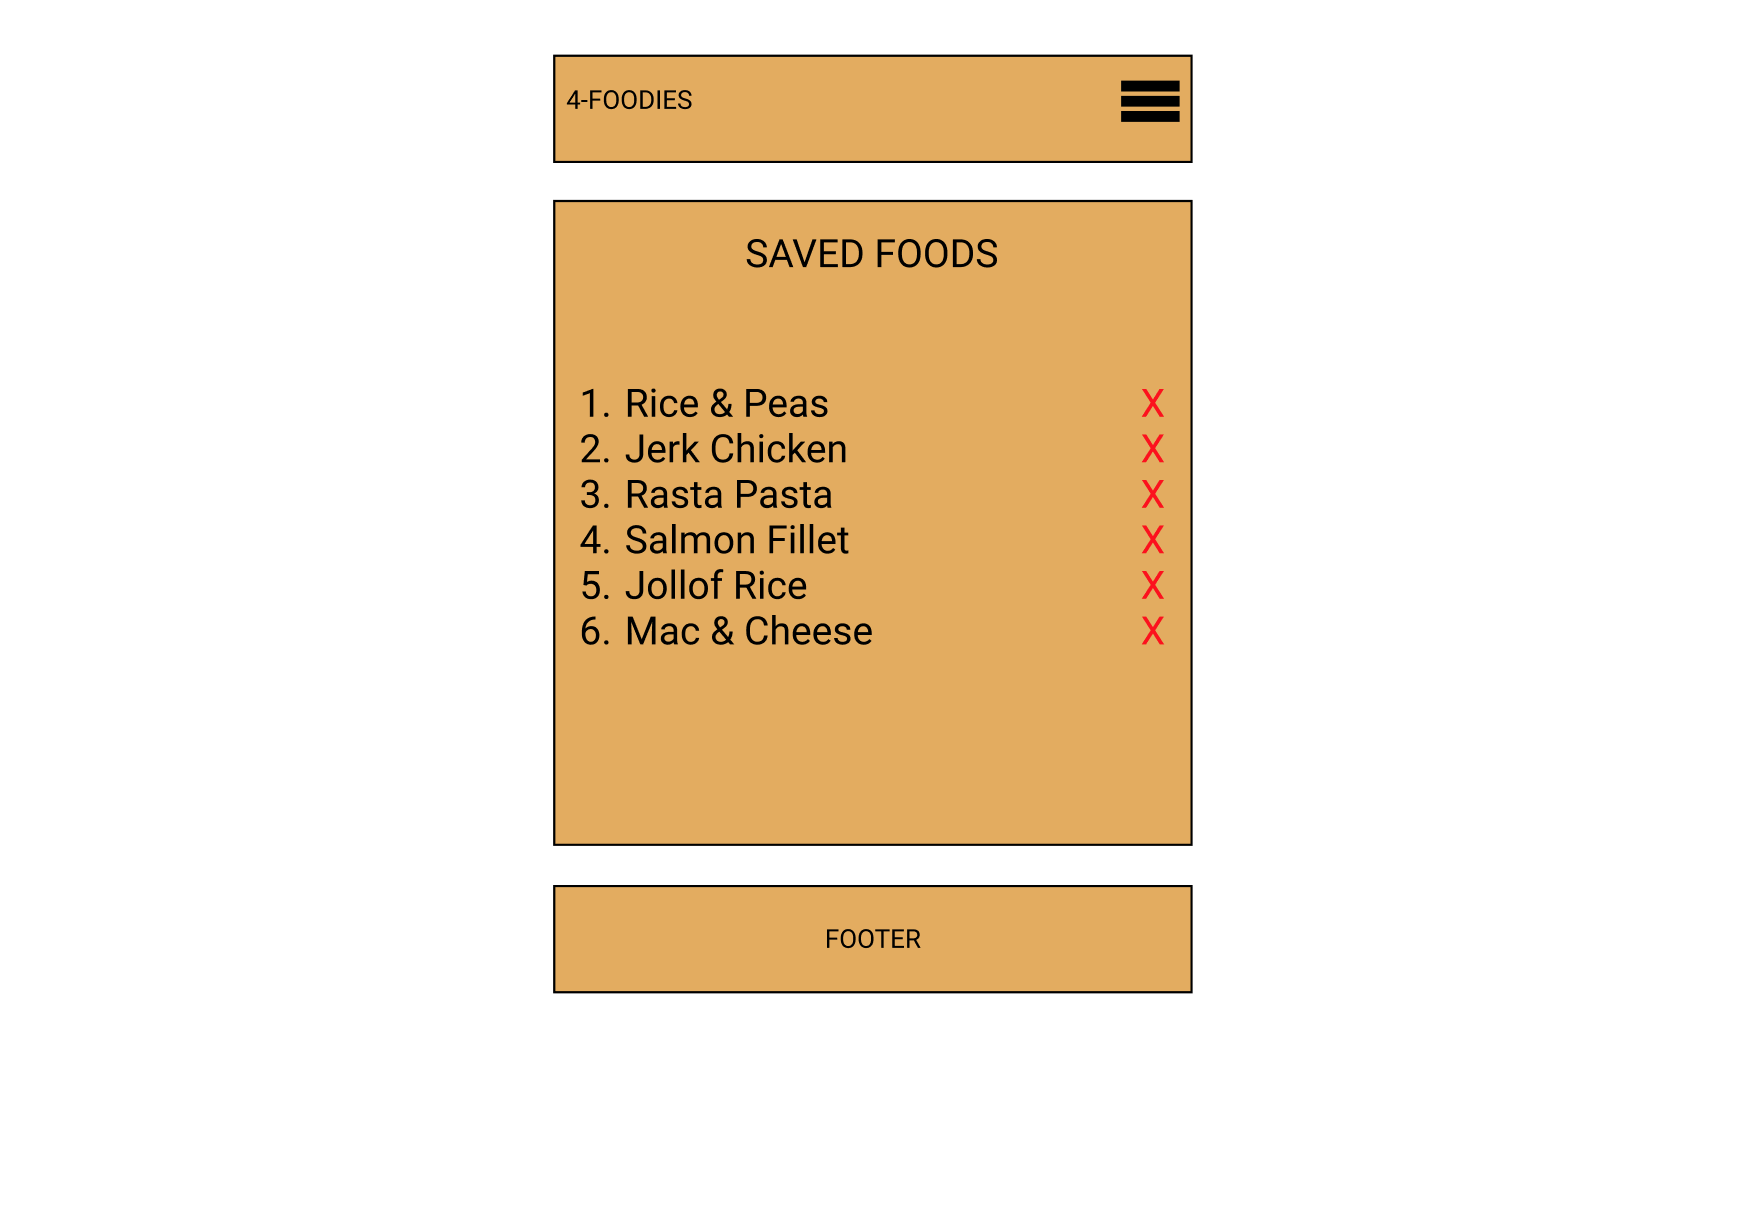 4-FOODIES
SAVED FOODS
1. Rice & Peas X
2. Jerk Chicken X
3. Rasta Pasta X
4. Salmon Fillet X
5. Jollof Rice X
6. Mac & Cheese X
FOOTER